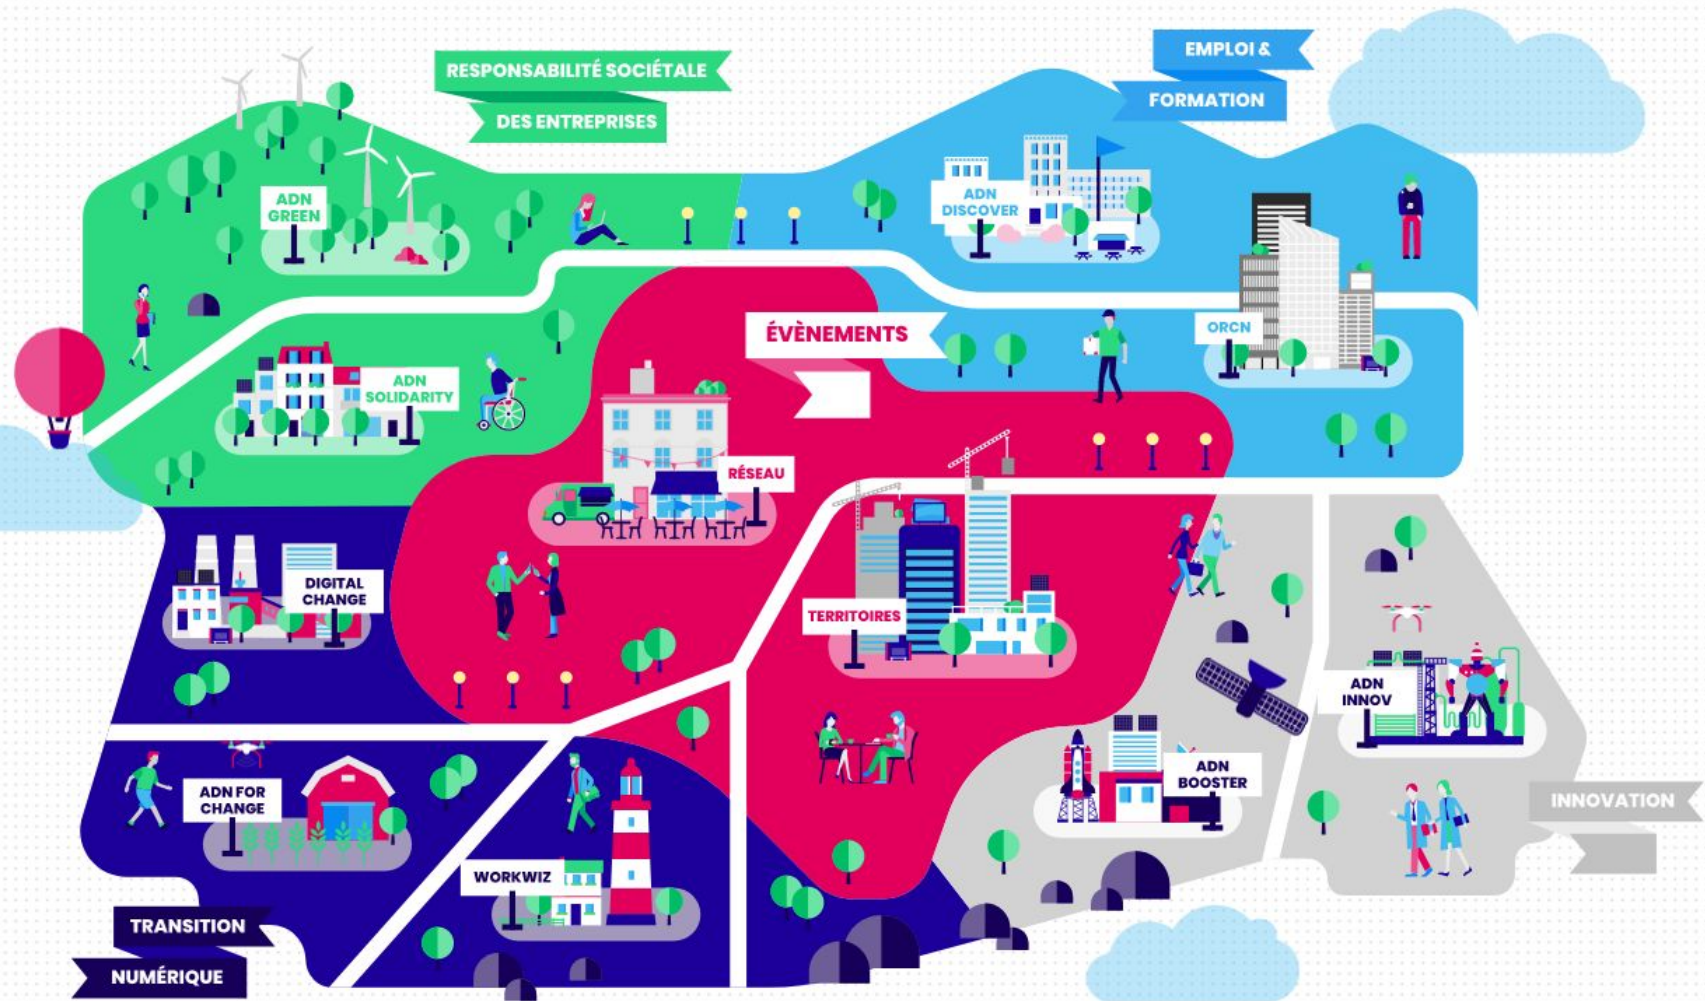 RESPONSABILITÉ SOCIÉTALE
DES ENTREPRISES
EMPLOI &
FORMATION
ADN
GREEN
ADN
DISCOVER
ÉVÈNEMENTS
ORCN
ADN
SOLIDARITY
RÉSEAU
DIGITAL
CHANGE
TERRITOIRES
ADN
INNOV
ADN FOR
CHANGE
ADN
BOOSTER
INNOVATION
WORKWIZ
TRANSITION
NUMÉRIQUE